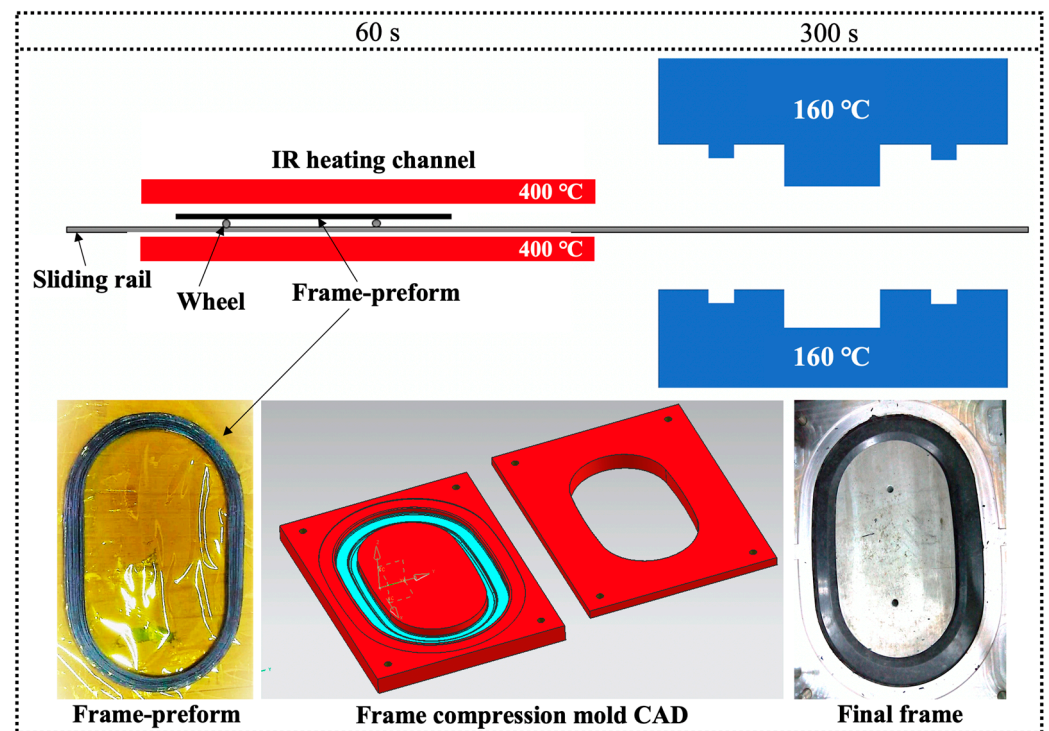 60 s
300 s
160 ℃
IR heating channel
400 ℃
400 ℃
Sliding rail
Wheel
Frame-preform
160 ℃
Frame-preform
Frame compression mold CAD
Final frame